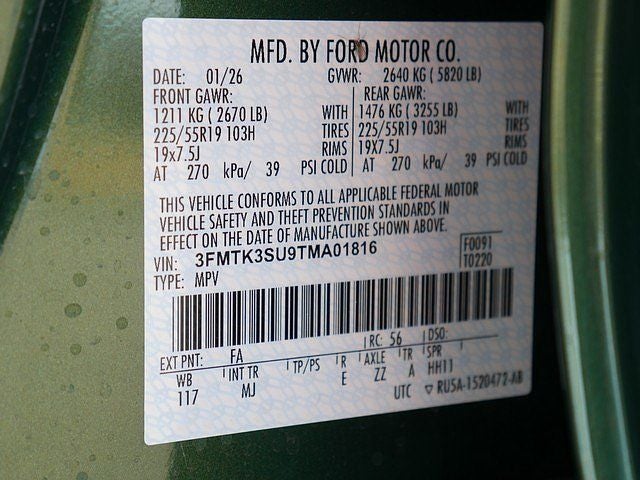 MFD. BY FORD MOTOR CO.
DATE: 01/26 GVWR: 2640 KG ( 5820 LB)
FRONT GAWR: REAR GAWR:
1211 KG ( 2670 LB) WITH 1476 KG ( 3255 LB) WITH
225/55R19 103H TIRES 225/55R19 103H TIRES
19x7.5J RIMS 19x7.5J RIMS
AT 270 kPa/ 39 PSI COLD AT 270 kPa/ 39 PSI COLD
THIS VEHICLE CONFORMS TO ALL APPLICABLE FEDERAL MOTOR
VEHICLE SAFETY AND THEFT PREVENTION STANDARDS IN
EFFECT ON THE DATE OF MANUFACTURE SHOWN ABOVE.
VIN: 3FMTK3SU9TMA01816 F0091
TYPE: MPV T0220
EXT PNT: FA RC: 56 DSO:
WB INT TR TP/PS R AXLE TR SPR
117 MJ E ZZ A HH11
UTC ▽ RU5A-1520472-AB